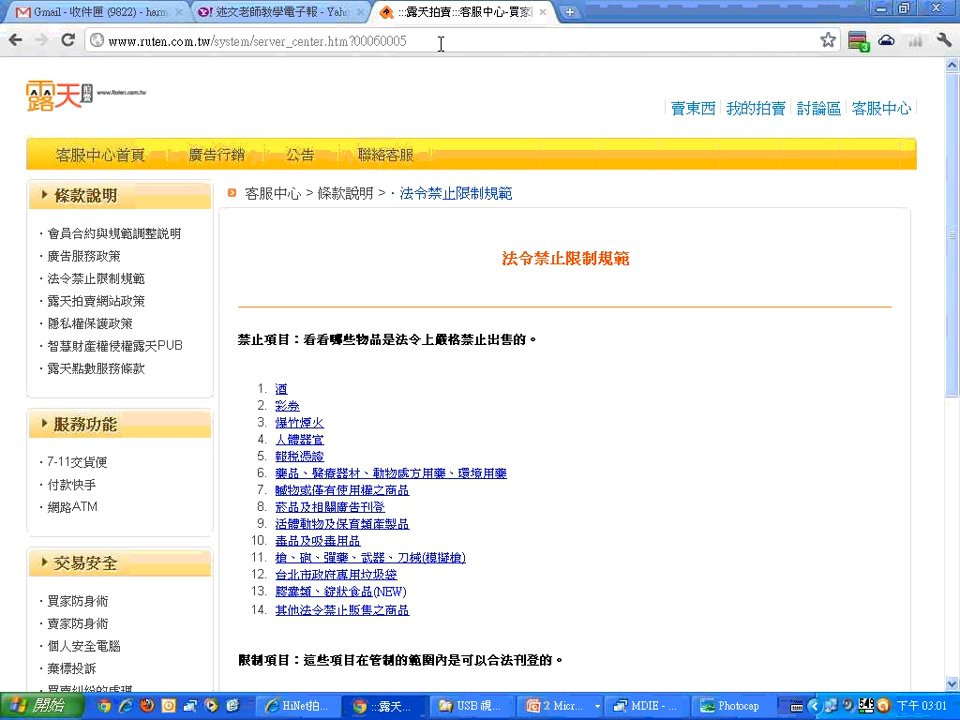 Gmail - 收件匣 (9822) - harn
述文老師教學電子報 - Yaho
:::露天拍賣:::客服中心-買家
www.ruten.com.tw/system/server_center.htm?00060005
露天拍賣 www.Ruten.com.tw
賣東西 我的拍賣 討論區 客服中心
客服中心首頁 廣告行銷 公告 聯絡客服
條款說明
・會員合約與規範調整說明
・廣告服務政策
・法令禁止限制規範
・露天拍賣網站政策
・隱私權保護政策
・智慧財產權侵權露天PUB
・露天點數服務條款
服務功能
・7-11交貨便
・付款快手
・網路ATM
交易安全
・買家防身術
・賣家防身術
・個人安全電腦
・棄標投訴
・買賣糾紛的處理
客服中心 > 條款說明 >・法令禁止限制規範
法令禁止限制規範
禁止項目：看看哪些物品是法令上嚴格禁止出售的。
1. 酒
2. 彩券
3. 爆竹煙火
4. 人體器官
5. 報稅憑證
6. 藥品、醫療器材、動物處方用藥、環境用藥
7. 贓物或僅有使用權之商品
8. 菸品及相關廣告刊登
9. 活體動物及保育類產製品
10. 毒品及吸毒用品
11. 槍、砲、彈藥、武器、刀械(模擬槍)
12. 台北市政府專用垃圾袋
13. 膠囊類、錠狀食品(NEW)
14. 其他法令禁止販售之商品
限制項目：這些項目在管制的範圍內是可以合法刊登的。
開始
HiNet拍...
:::露天...
USB 視...
2 Micr...
MDIE - ...
Photocap
下午 03:01